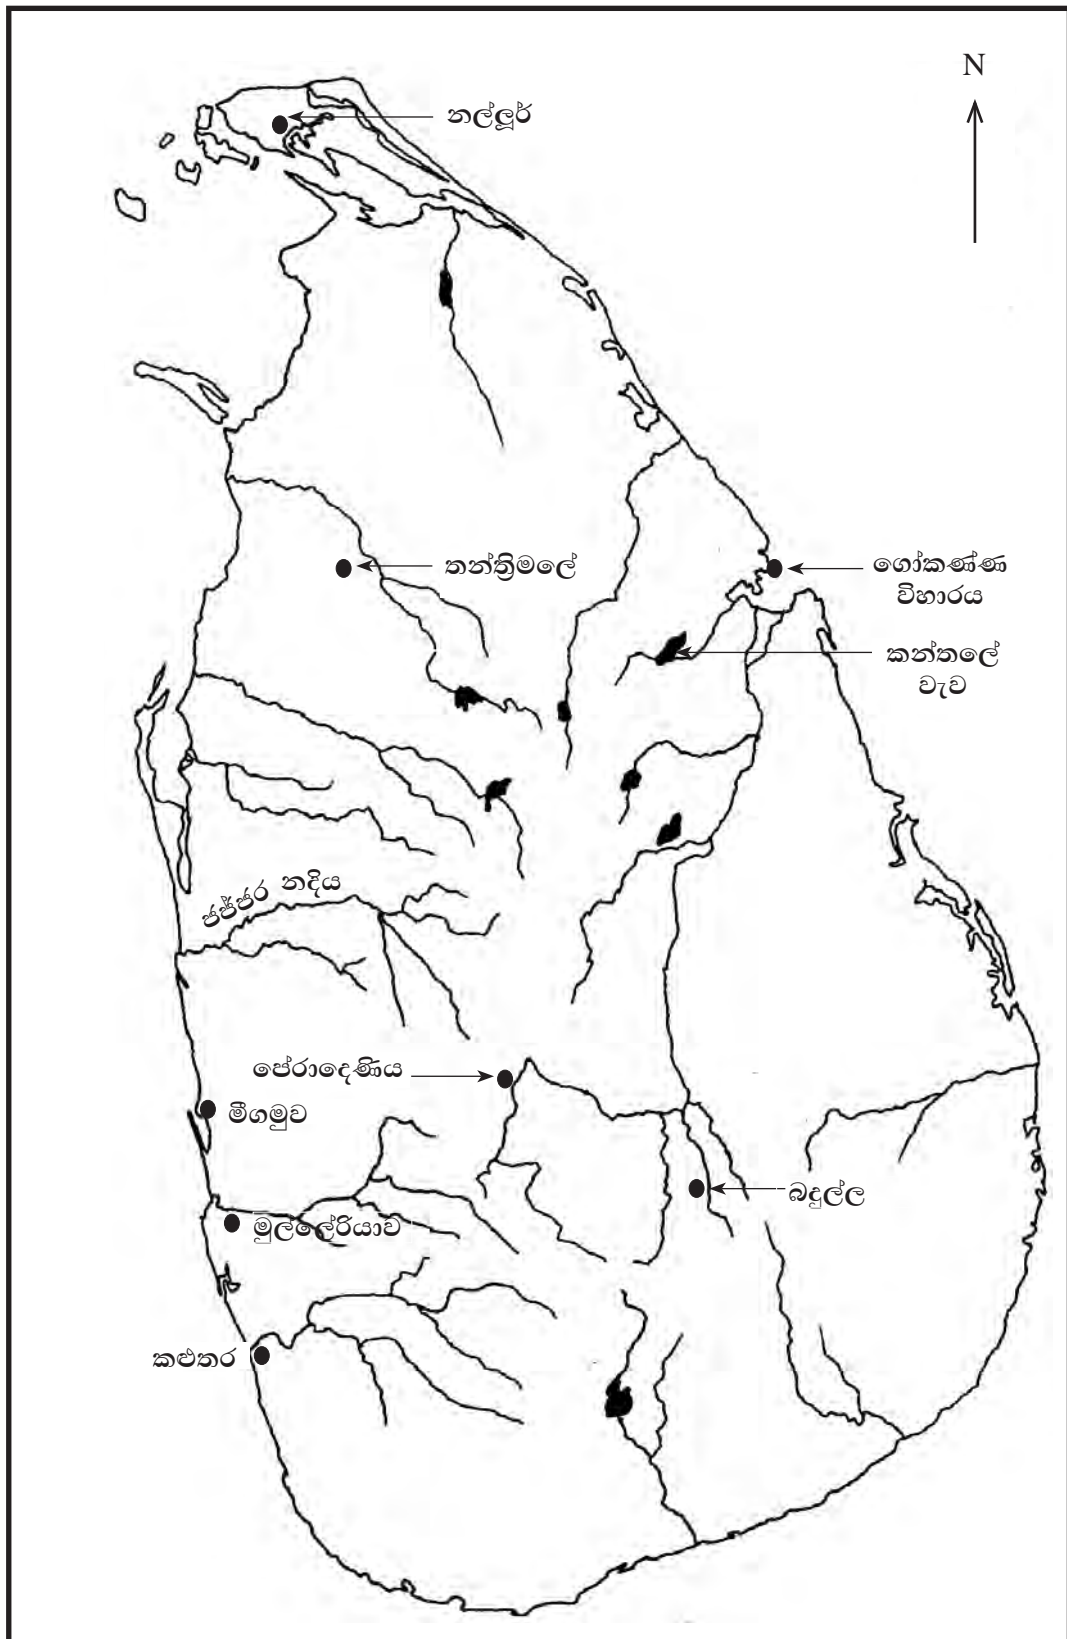 N
නල්ලූර්
තන්ත්‍රිමලේ
ගෝකණ්ණ
විහාරය
කන්තලේ
වැව
ජජ්ජර නදිය
පේරාදෙණිය
මීගමුව
බදුල්ල
මුල්ලේරියාව
කළුතර